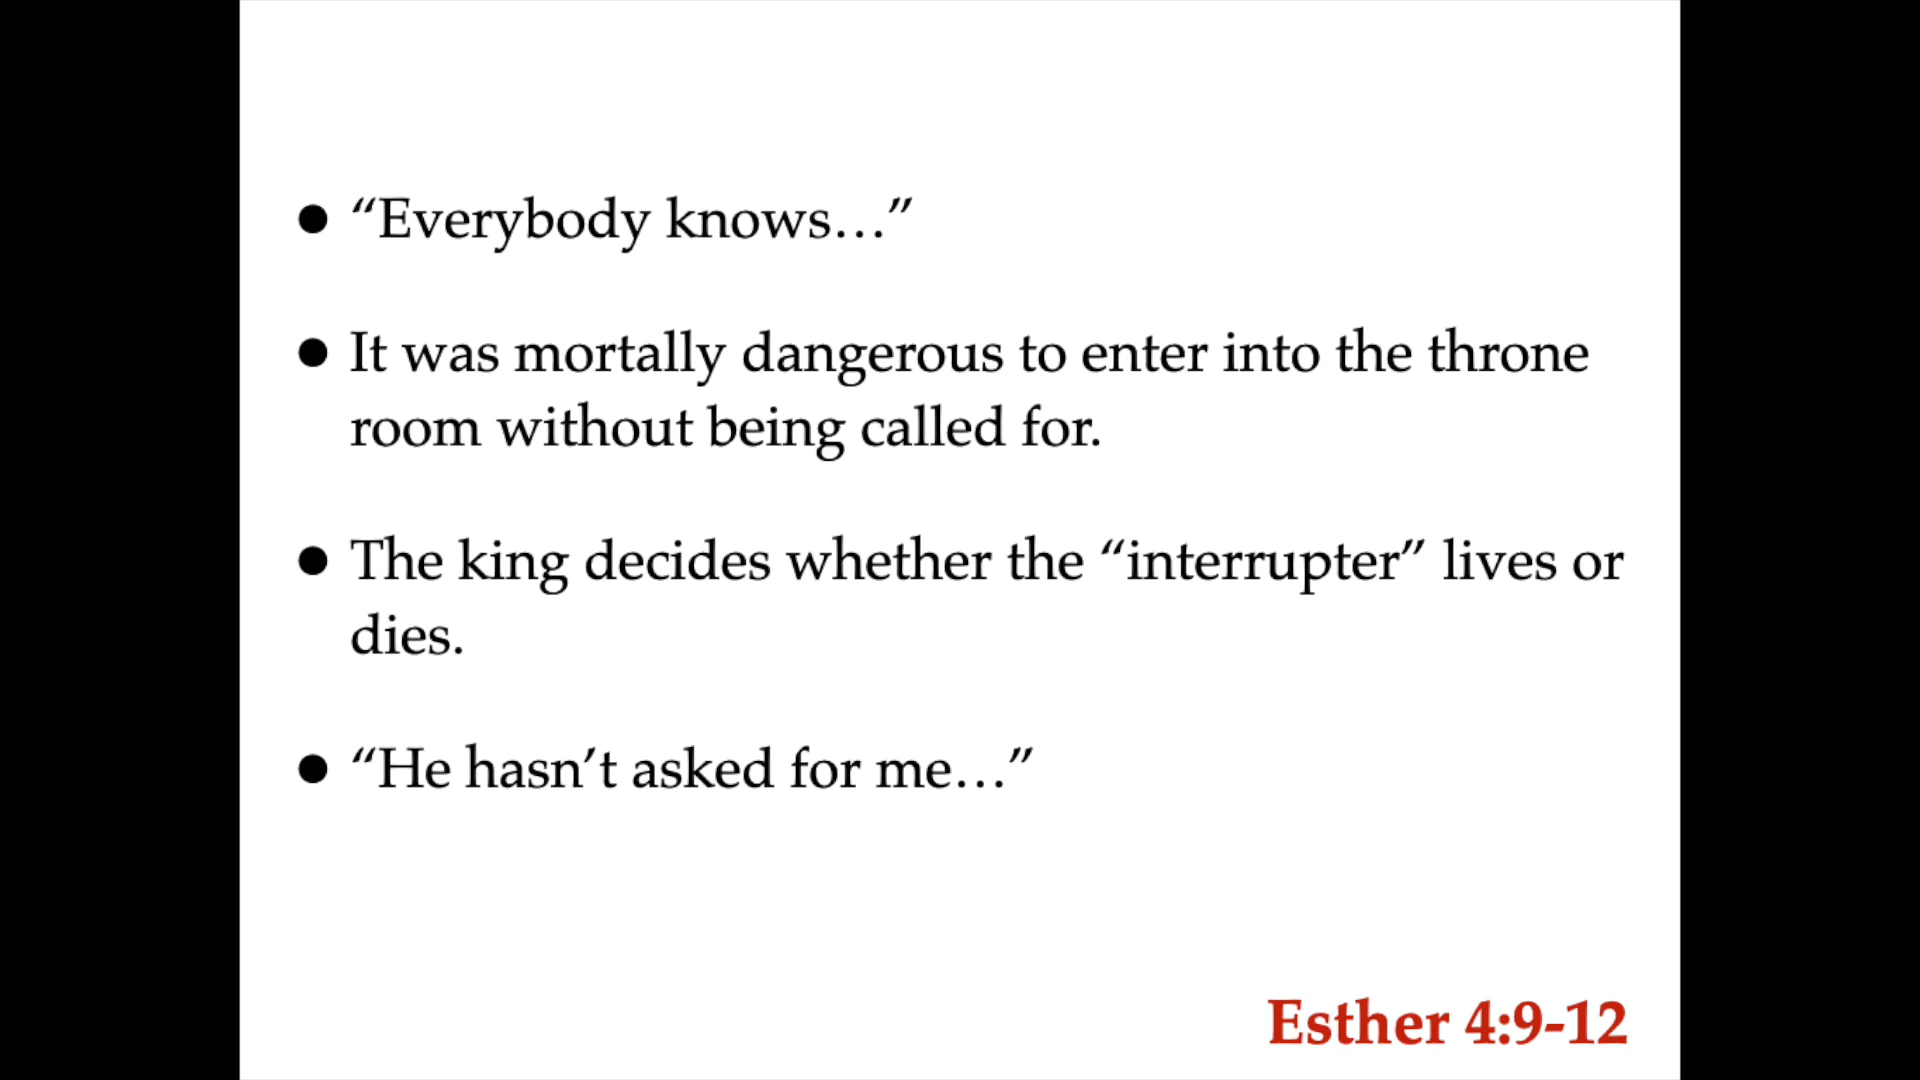 ● “Everybody knows…”
● It was mortally dangerous to enter into the throne
room without being called for.
● The king decides whether the “interrupter” lives or
dies.
● “He hasn’t asked for me…”
Esther 4:9-12